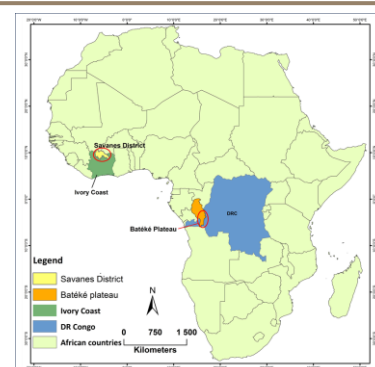 Savanes District
Ivory Coast
DRC
Batéké Plateau
Legend
Savanes District
Batéké plateau
Ivory Coast
DR Congo
African countries
N
0 750 1 500
Kilometers